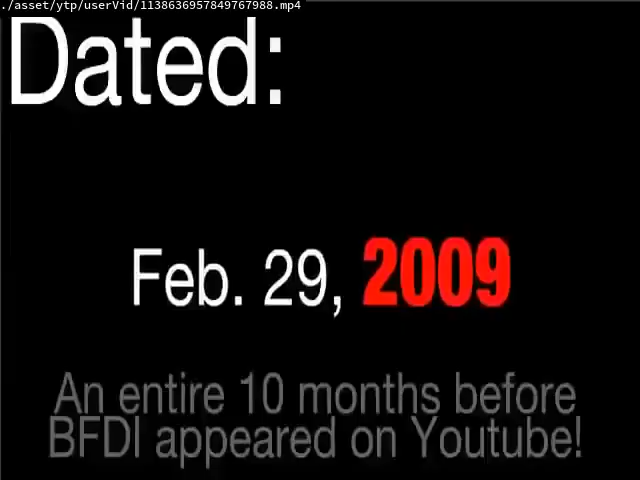 ./asset/ytp/userVid/1138636957849767988.mp4
Dated:
Feb. 29, 2009
An entire 10 months before
BFDI appeared on Youtube!